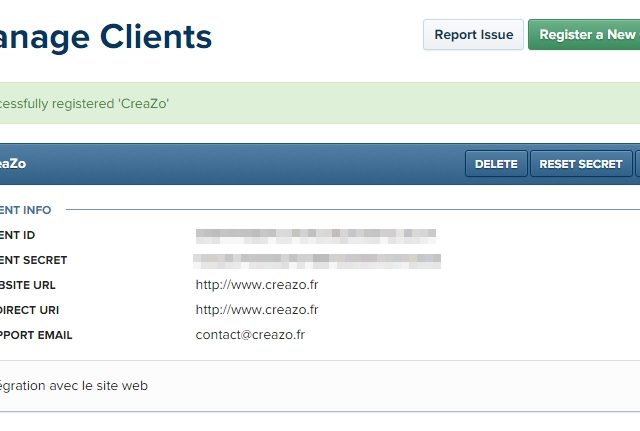 anage Clients
Report Issue
Register a New
cessfully registered 'CreaZo'
eaZo
DELETE
RESET SECRET
ENT INFO
ENT ID
ENT SECRET
BSITE URL
http://www.creazo.fr
DIRECT URI
http://www.creazo.fr
PPORT EMAIL
contact@creazo.fr
égration avec le site web